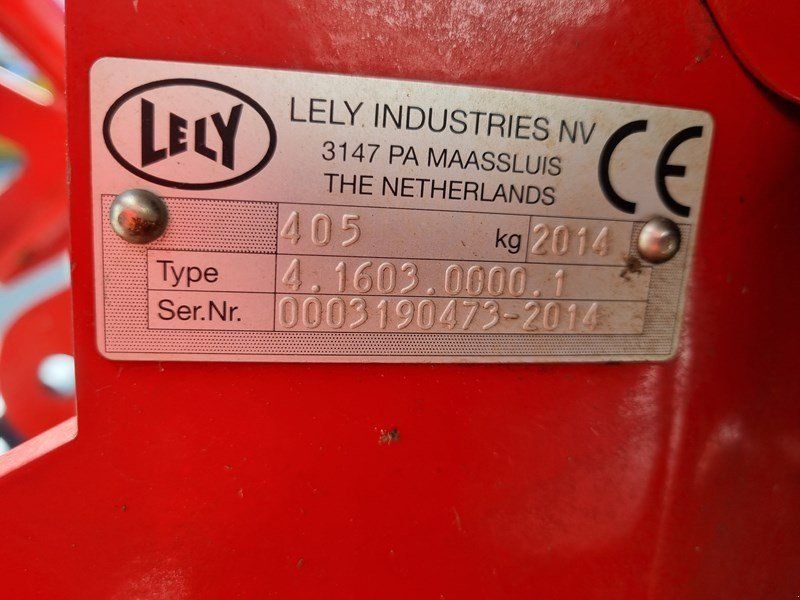 LELY
LELY INDUSTRIES NV
3147 PA MAASSLUIS
THE NETHERLANDS
CE
405 kg 2014
Type 4.1603.0000.1
Ser.Nr. 0003190473-2014